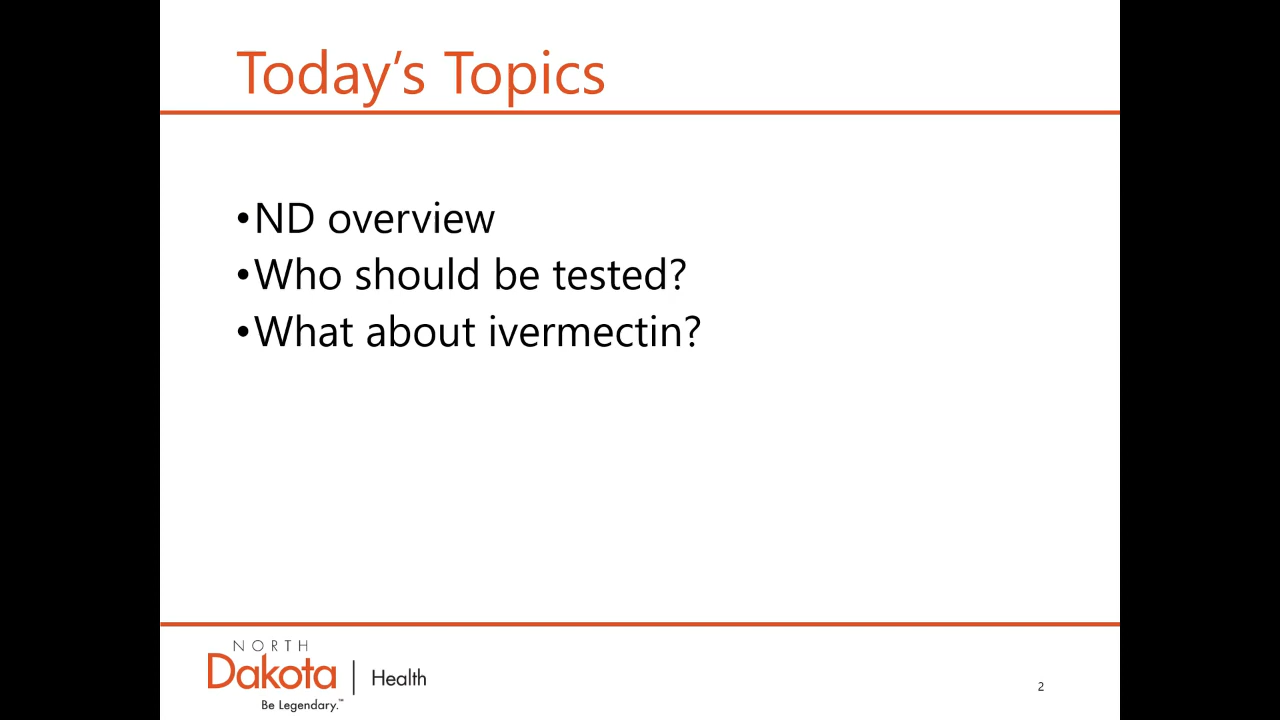 Today’s Topics
•ND overview
•Who should be tested?
•What about ivermectin?
NORTH
Dakota | Health
Be Legendary.™
2